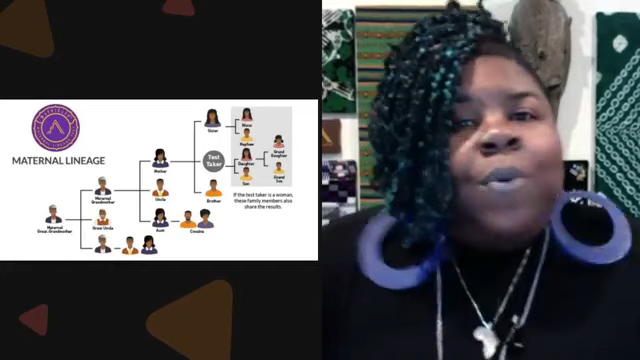 MATERNAL LINEAGE
Sister
Niece
Nephew
Mother
Test
Taker
Daughter
Grand
Daughter
Son
Grand
Son
Maternal
Grandmother
Uncle
Brother
If the test taker is a woman,
these family members also
share the results.
Maternal
Great Grandmother
Great Uncle
Aunt
Cousins